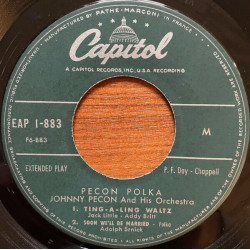 MANUFACTURED IN FRANCE BY PATHÉ-MARCONI
Capitol
A CAPITOL RECORDS, INC., U.S.A. RECORDING
EAP 1-883
F6-883
M
EXTENDED PLAY
P.F. Day - Chappell
PECON POLKA
JOHNNY PECON And His Orchestra
1. TING-A-LING WALTZ
Jack Little - Addy Britt
2. SOON WE'LL BE MARRIED - Polka
Adolph Srnick